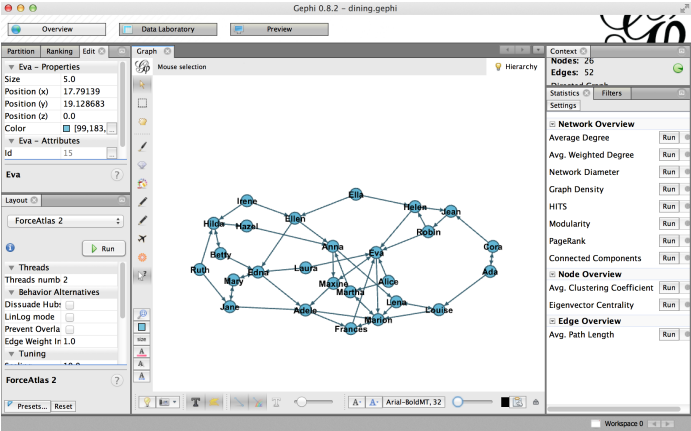 Gephi 0.8.2 – dining.gephi
Overview
Data Laboratory
Preview
Partition Ranking Edit
Eva – Properties
Size 5.0
Position (x) 17.79139
Position (y) 19.128683
Position (z) 0.0
Color [99,183,
Eva – Attributes
Id 15
Eva
Layout
ForceAtlas 2
Run
Threads
Threads numb 2
Behavior Alternatives
Dissuade Hubs
LinLog mode
Prevent Overla
Edge Weight In 1.0
Tuning
ForceAtlas 2
Presets... Reset
Graph
Mouse selection
Hierarchy
Ella
Irene
Helen
Jean
Ellen
Hilda
Hazel
Robin
Anna
Cora
Eva
Betty
Laura
Ruth
Edna
Ada
Mary
Maxine
Alice
Martha
Lena
Jane
Adele
Louise
Marion
Frances
SIZE
T
A- A- Arial-BoldMT, 32
Context
Nodes: 26
Edges: 52
Statistics Filters
Settings
Network Overview
Average Degree Run
Avg. Weighted Degree Run
Network Diameter Run
Graph Density Run
HITS Run
Modularity Run
PageRank Run
Connected Components Run
Node Overview
Avg. Clustering Coefficient Run
Eigenvector Centrality Run
Edge Overview
Avg. Path Length Run
Workspace 0